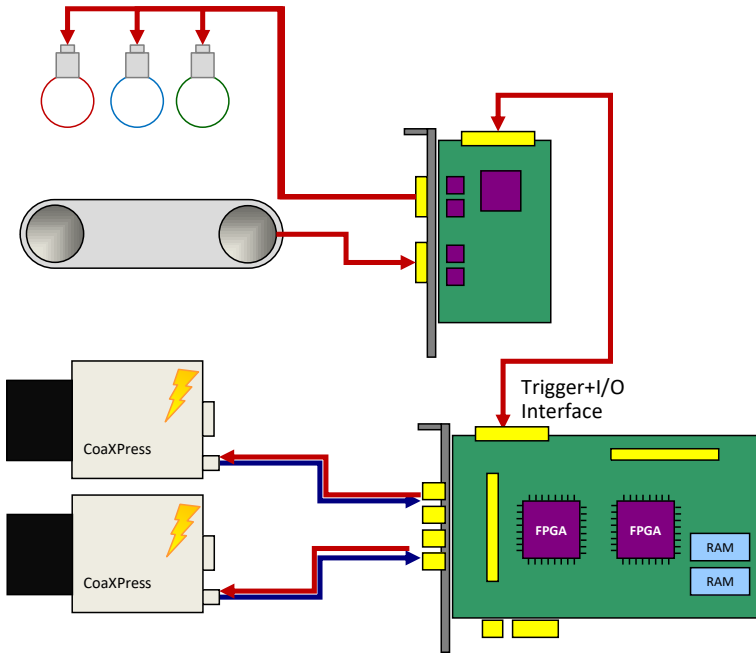 Trigger+I/O
Interface
CoaXPress
FPGA
FPGA
RAM
RAM
CoaXPress